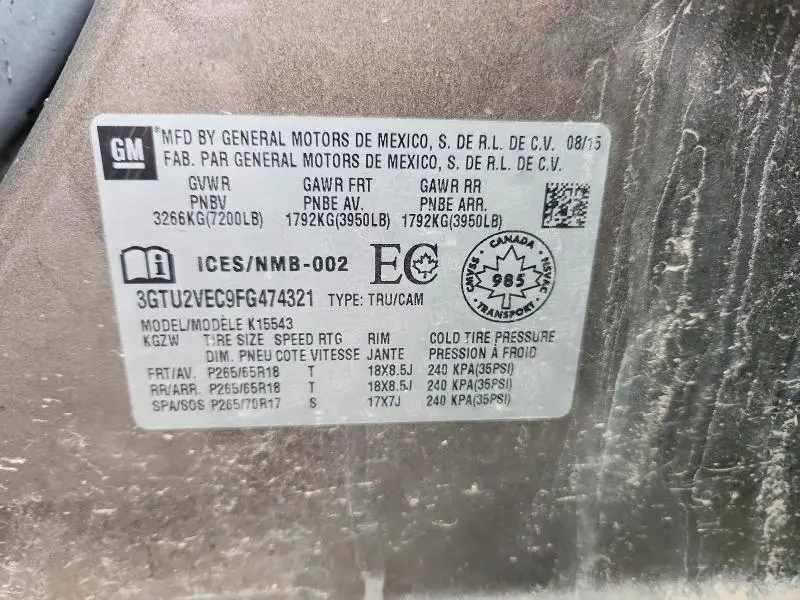 GM
MFD BY GENERAL MOTORS DE MEXICO, S. DE R.L. DE C.V. 08/15
FAB. PAR GENERAL MOTORS DE MEXICO, S. DE R.L. DE C.V.
GVWR GAWR FRT GAWR RR
PNBV PNBE AV. PNBE ARR.
3266KG(7200LB) 1792KG(3950LB) 1792KG(3950LB)
i ICES/NMB-002 EC
CANADA
CMVSS 985 NSVAC
TRANSPORT
3GTU2VEC9FG474321 TYPE: TRU/CAM
MODEL/MODÈLE K15543
KGZW TIRE SIZE SPEED RTG RIM COLD TIRE PRESSURE
DIM. PNEU COTE VITESSE JANTE PRESSION À FROID
FRT/AV. P265/65R18 T 18X8.5J 240 KPA(35PSI)
RR/ARR. P265/65R18 T 18X8.5J 240 KPA(35PSI)
SPA/SOS P265/70R17 S 17X7J 240 KPA(35PSI)